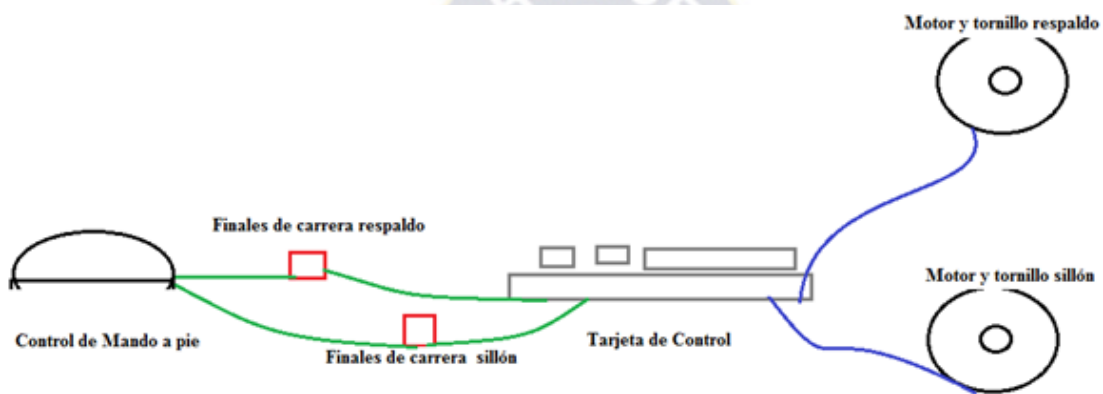 Motor y tornillo respaldo
Finales de carrera respaldo
Motor y tornillo sillón
Control de Mando a pie
Tarjeta de Control
Finales de carrera sillón